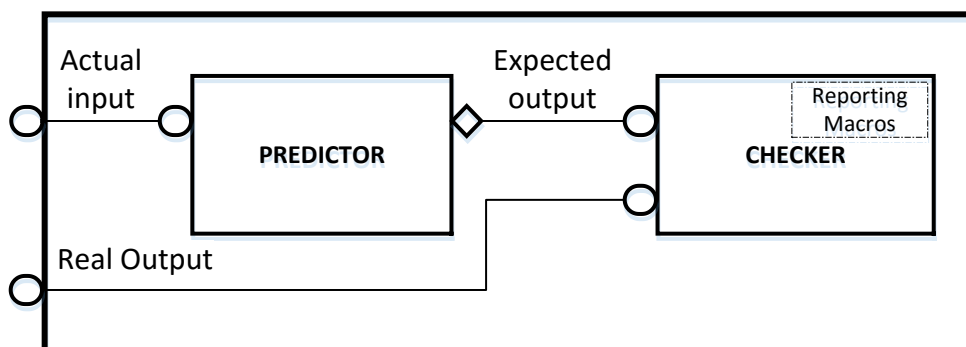 Actual
input
Expected
output
Reporting
Macros
PREDICTOR
CHECKER
Real Output